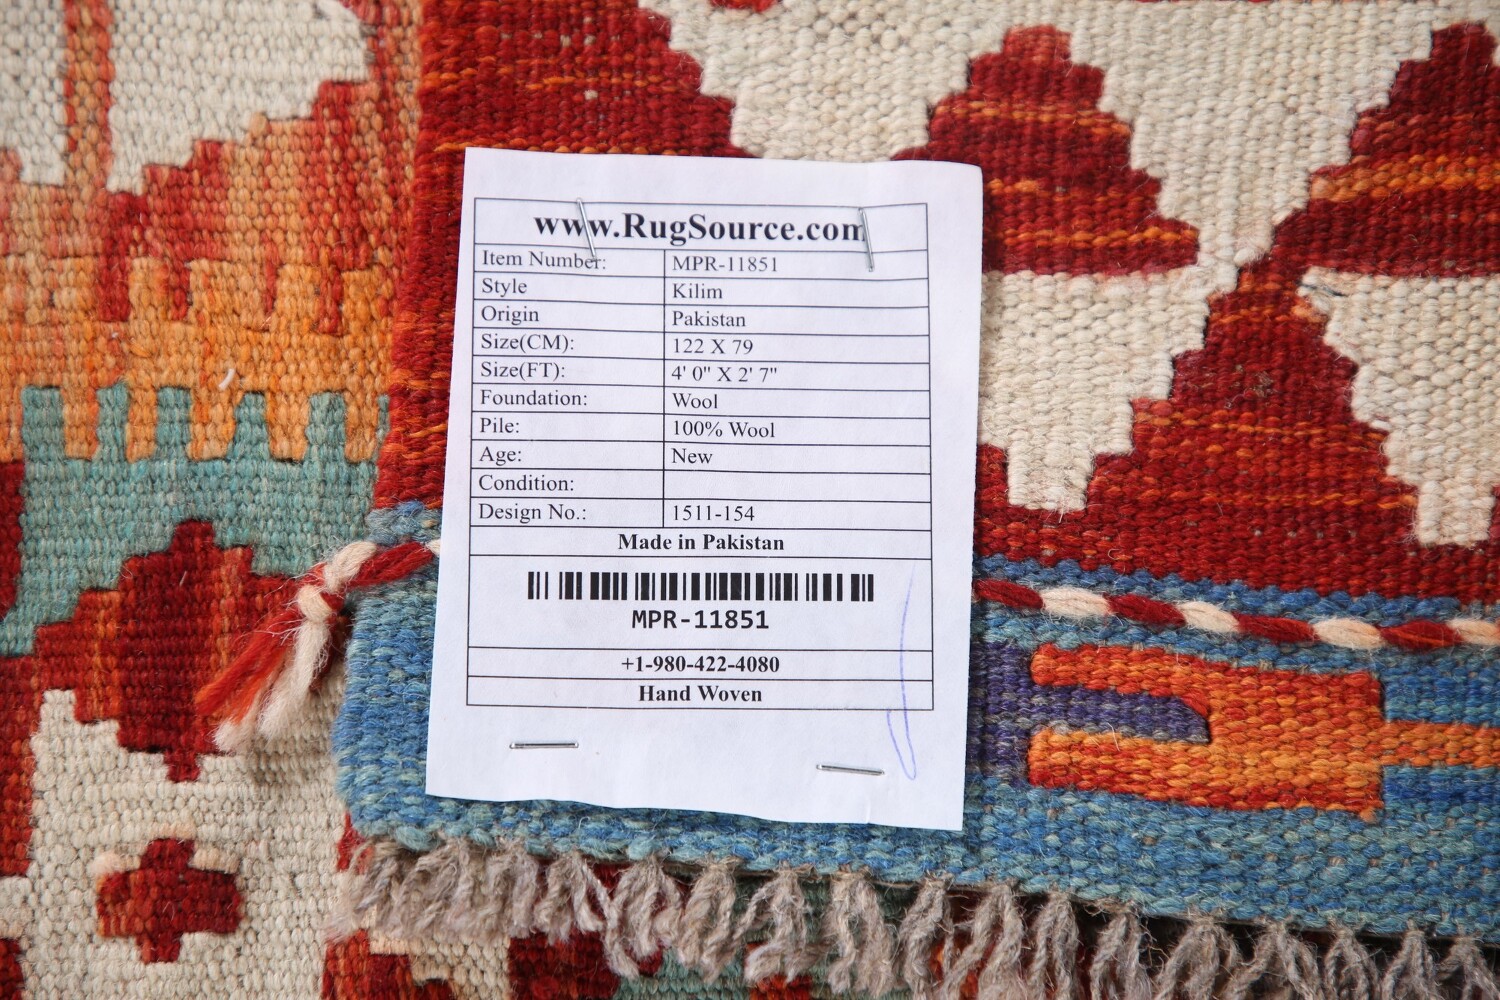 www.RugSource.com
Item Number: MPR-11851
Style Kilim
Origin Pakistan
Size(CM): 122 X 79
Size(FT): 4' 0" X 2' 7"
Foundation: Wool
Pile: 100% Wool
Age: New
Condition:
Design No.: 1511-154
Made in Pakistan
MPR-11851
+1-980-422-4080
Hand Woven